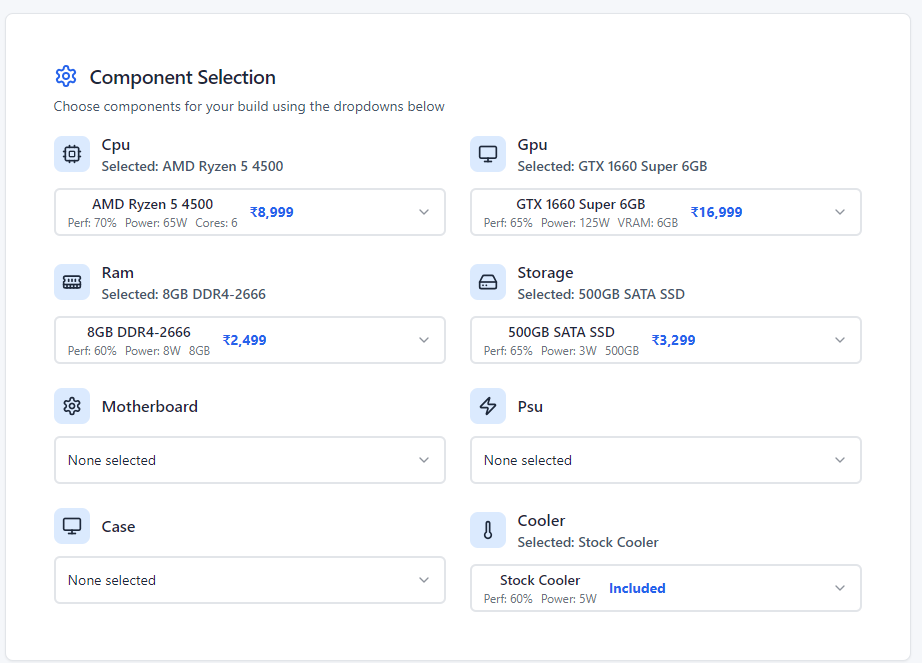 Component Selection
Choose components for your build using the dropdowns below
Cpu
Selected: AMD Ryzen 5 4500
AMD Ryzen 5 4500
Perf: 70% Power: 65W Cores: 6
₹8,999
Gpu
Selected: GTX 1660 Super 6GB
GTX 1660 Super 6GB
Perf: 65% Power: 125W VRAM: 6GB
₹16,999
Ram
Selected: 8GB DDR4-2666
8GB DDR4-2666
Perf: 60% Power: 8W 8GB
₹2,499
Storage
Selected: 500GB SATA SSD
500GB SATA SSD
Perf: 65% Power: 3W 500GB
₹3,299
Motherboard
None selected
Psu
None selected
Case
None selected
Cooler
Selected: Stock Cooler
Stock Cooler
Perf: 60% Power: 5W
Included